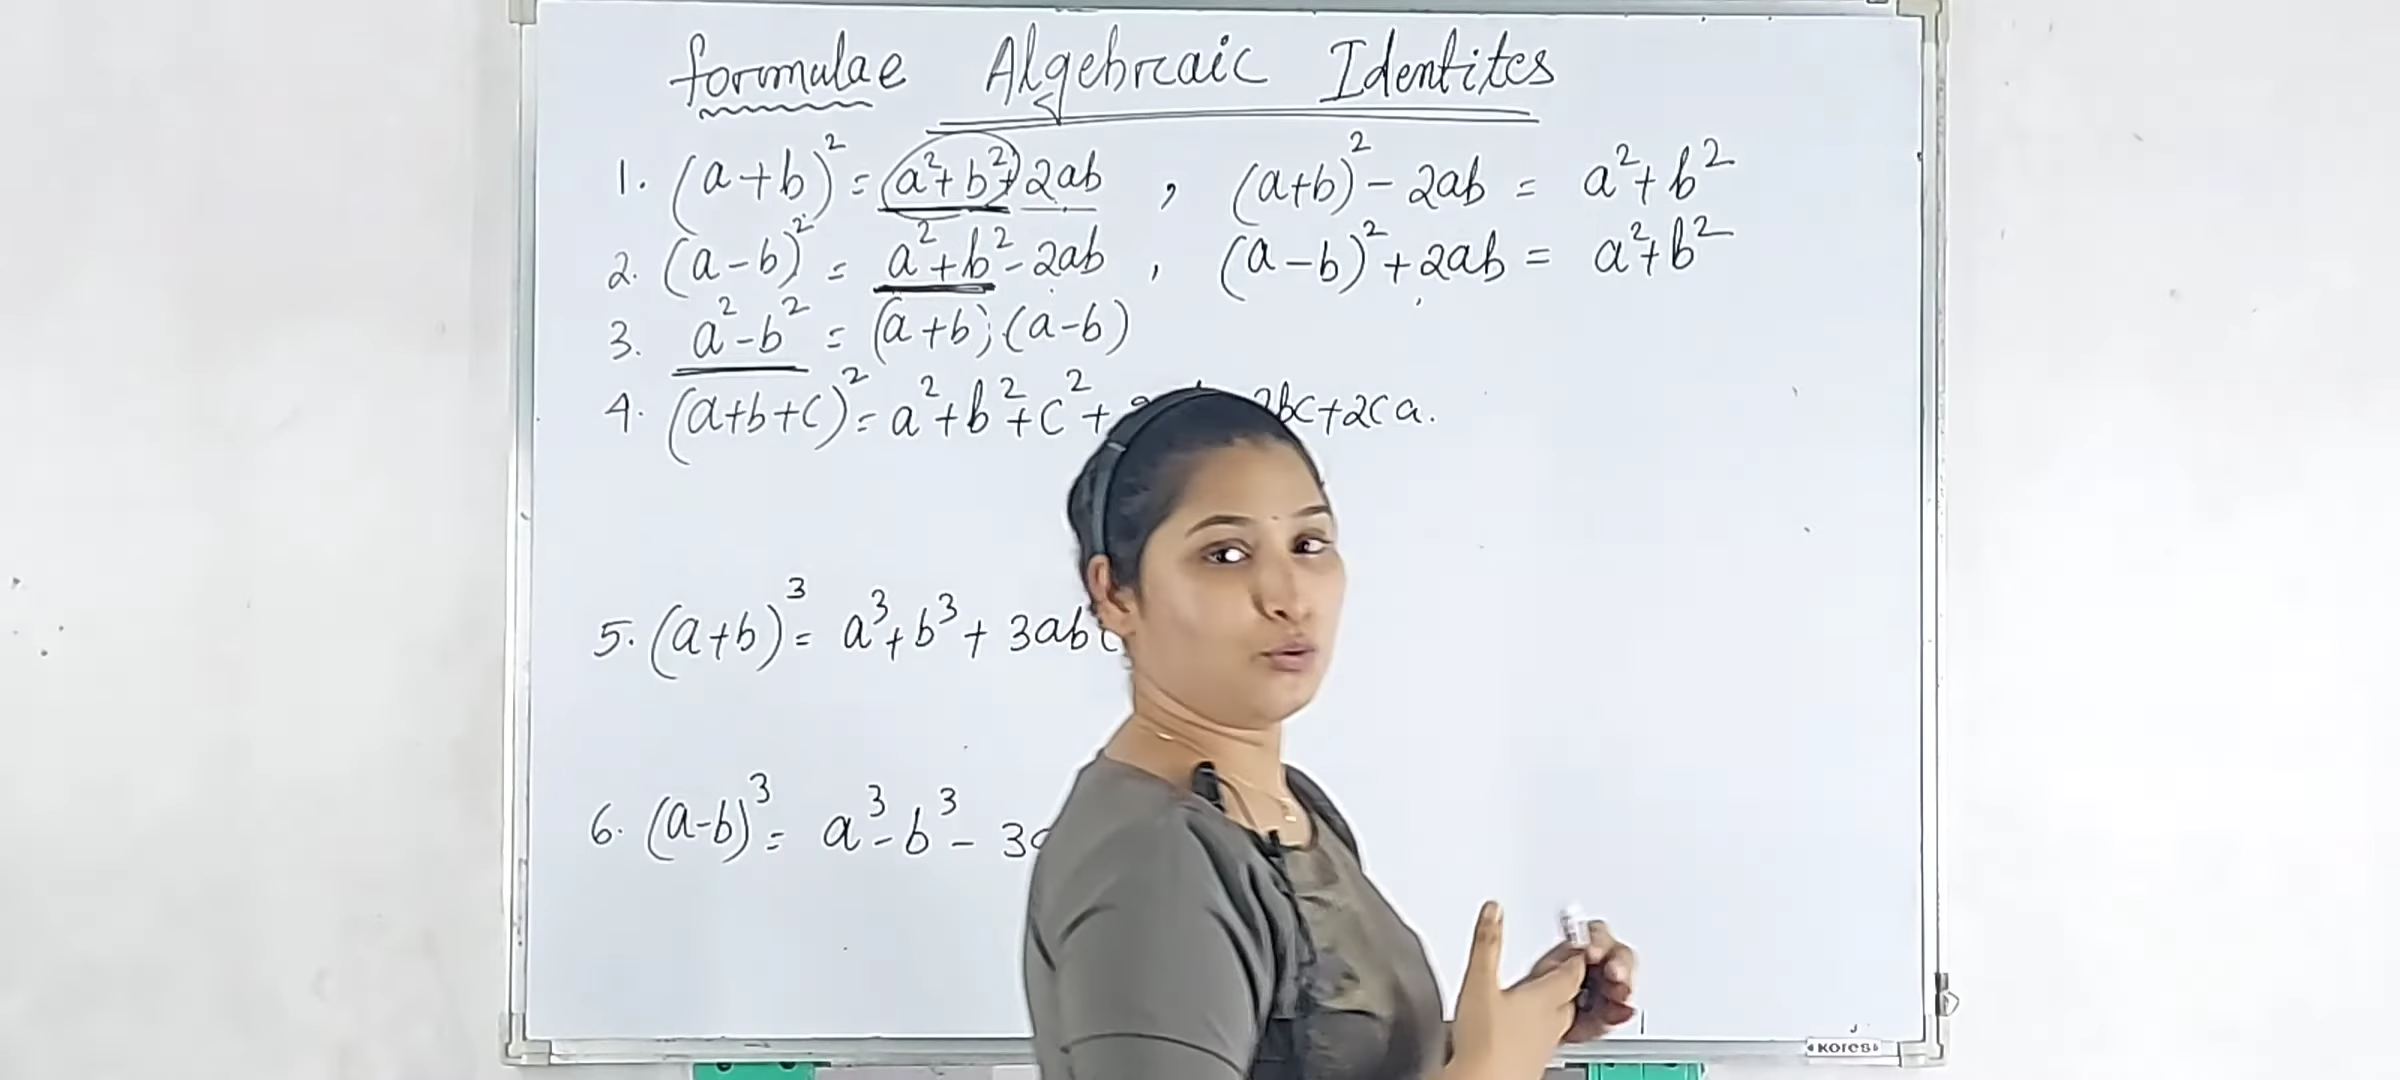 formulae Algebraic Identites
1. (a+b)² = a²+b²+2ab , (a+b)² - 2ab = a²+b²
2. (a-b)² = a²+b²-2ab , (a-b)²+2ab = a²+b²
3. a²-b² = (a+b)(a-b)
4. (a+b+c)² = a²+b²+c²+ 2bc+2ca.
5. (a+b)³ = a³+b³+ 3ab(
6. (a-b)³ = a³-b³- 3a
Kores